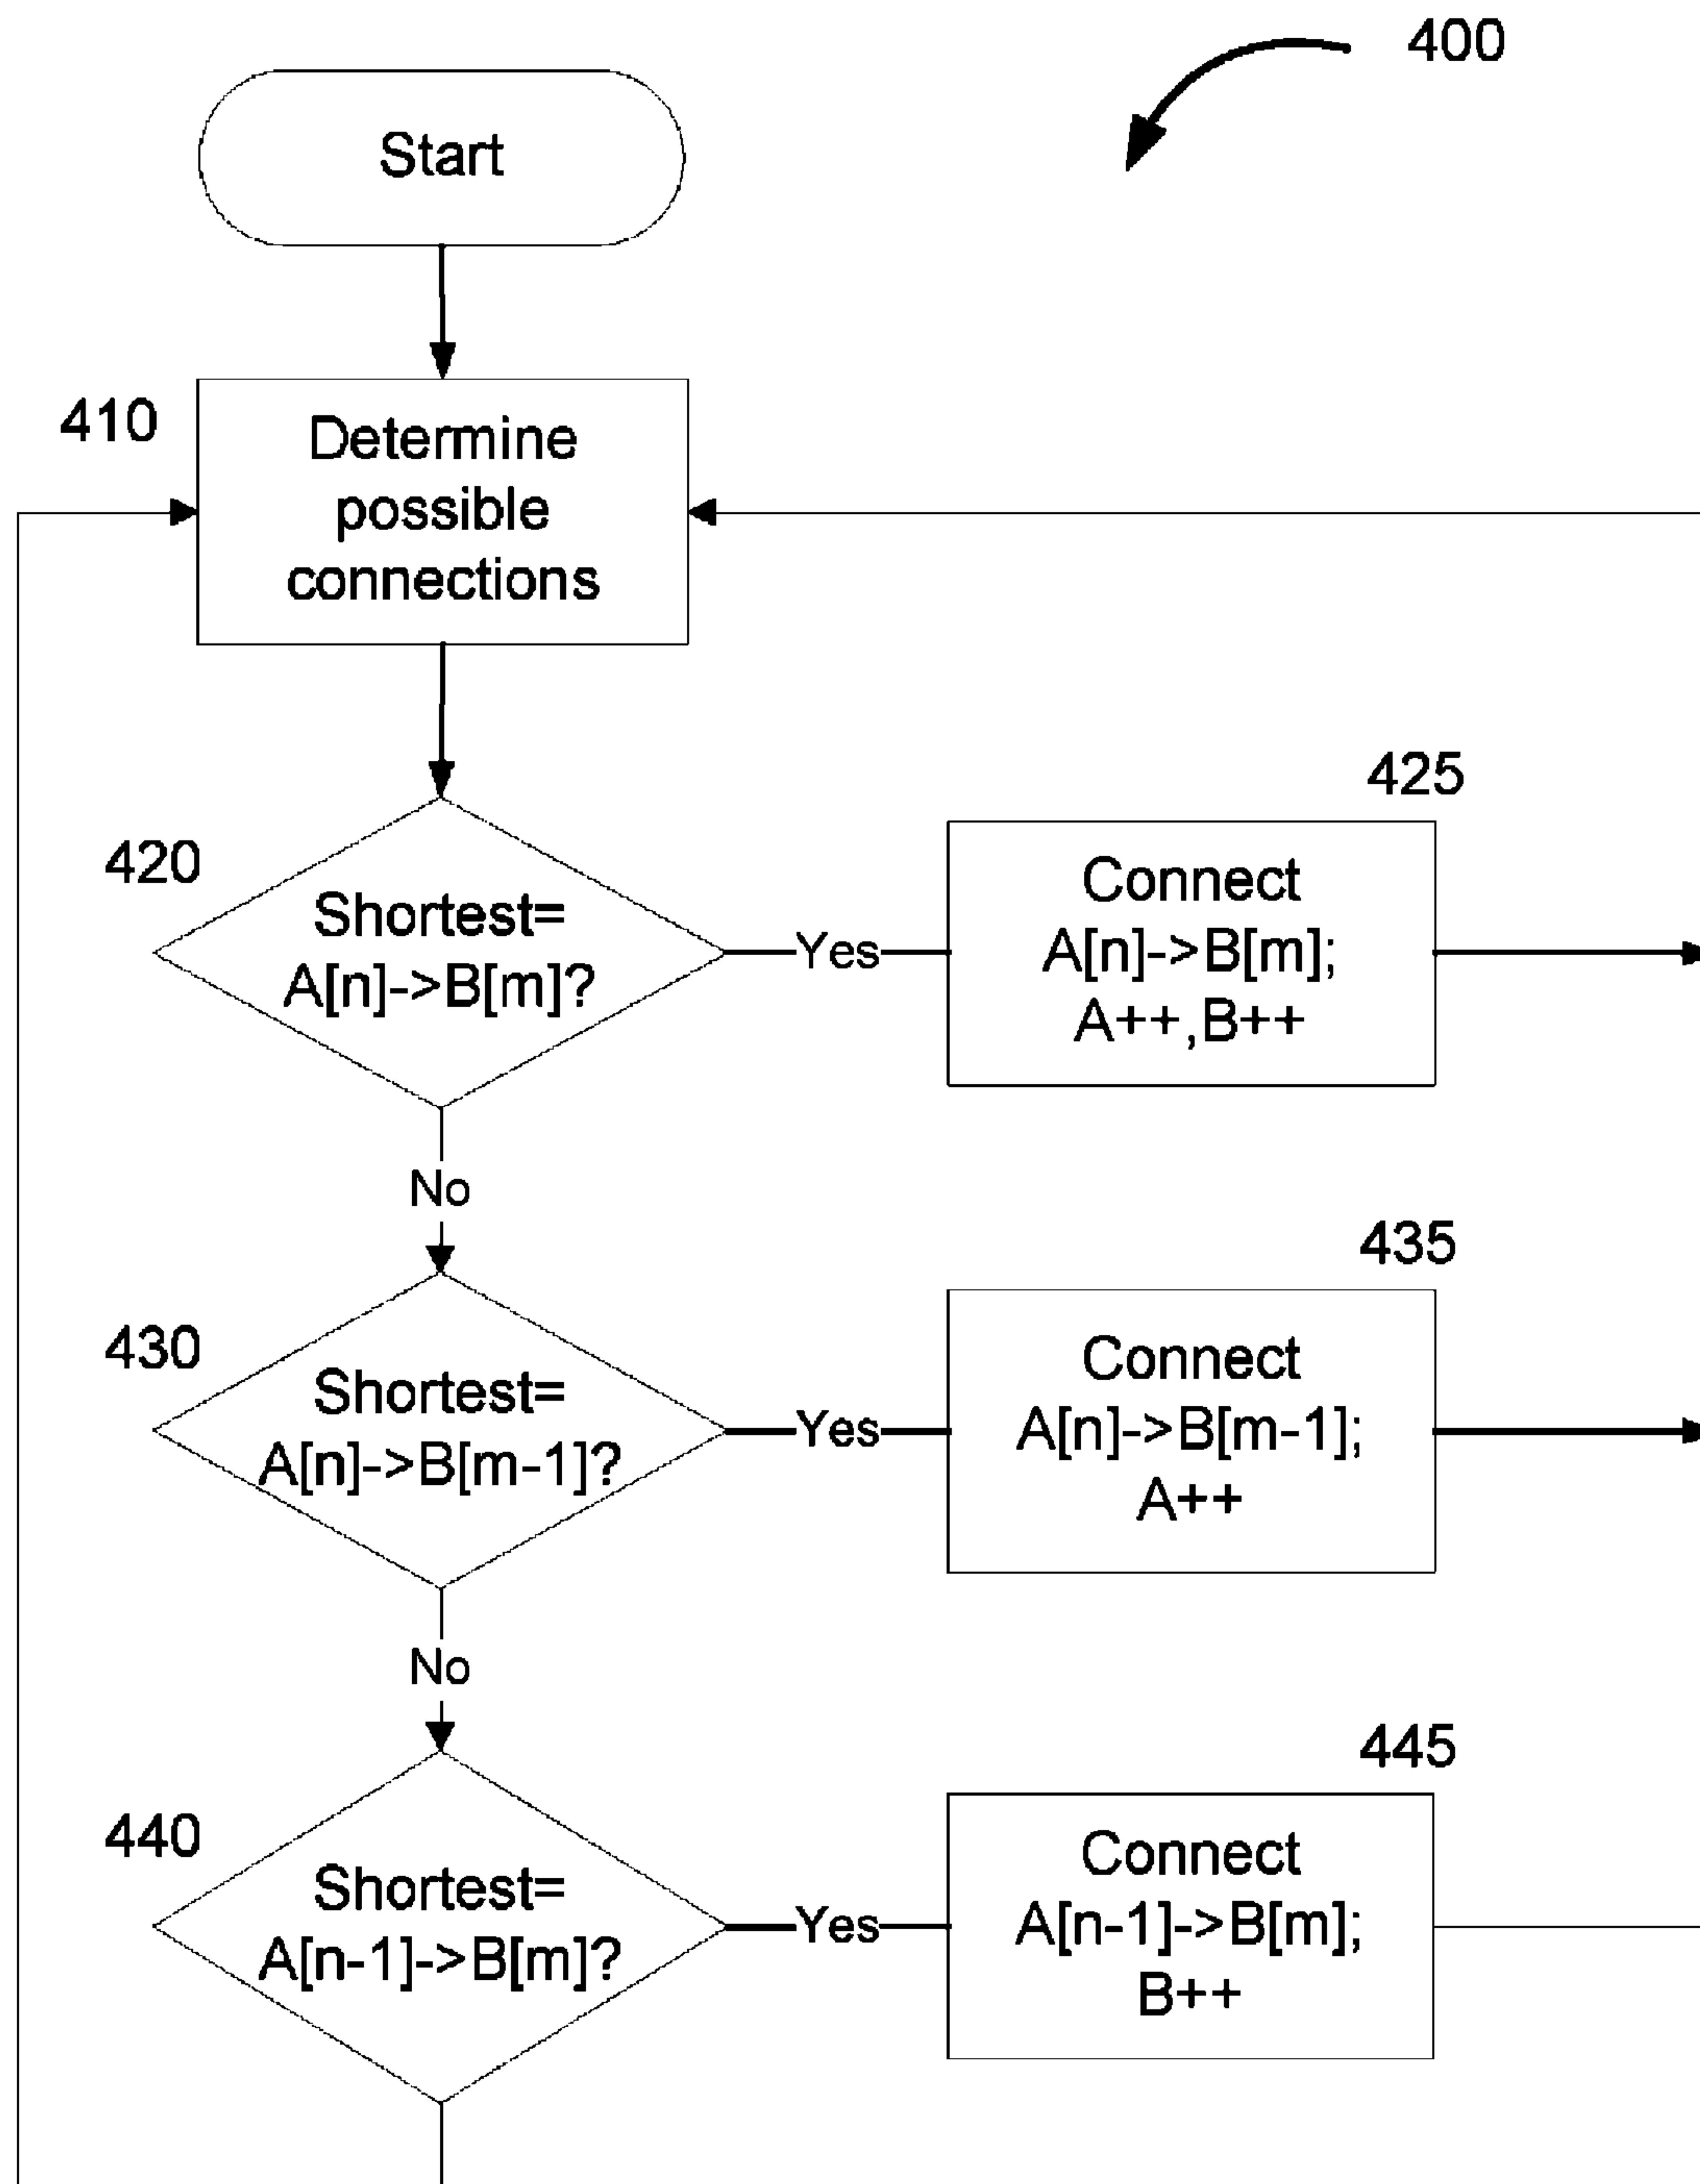 400
Start
410
Determine
possible
connections
420
Shortest=
A[n]->B[m]?
Yes
425
Connect
A[n]->B[m];
A++,B++
No
430
Shortest=
A[n]->B[m-1]?
Yes
435
Connect
A[n]->B[m-1];
A++
No
440
Shortest=
A[n-1]->B[m]?
Yes
445
Connect
A[n-1]->B[m];
B++